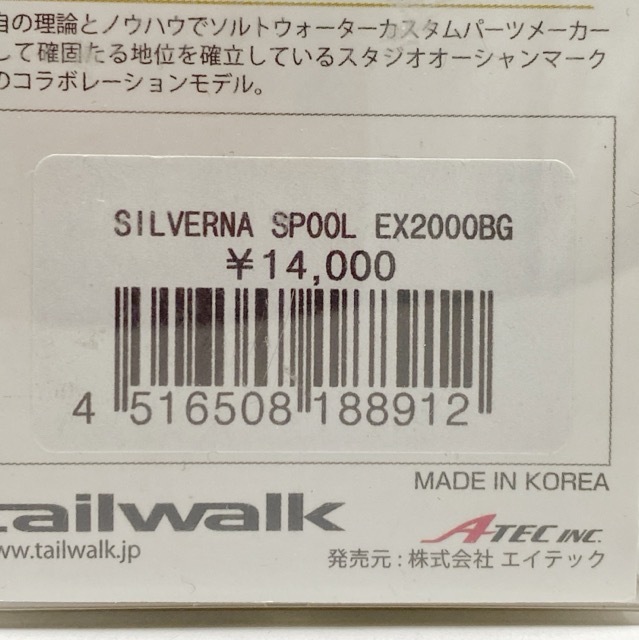 自の理論とノウハウでソルトウォーターカスタムパーツメーカー
して確固たる地位を確立しているスタジオオーシャンマーク
のコラボレーションモデル。
SILVERNA SPOOL EX2000BG
¥14,000
4 516508 188912
MADE IN KOREA
tailwalk
www.tailwalk.jp
A-TEC INC.
発売元:株式会社 エイテック